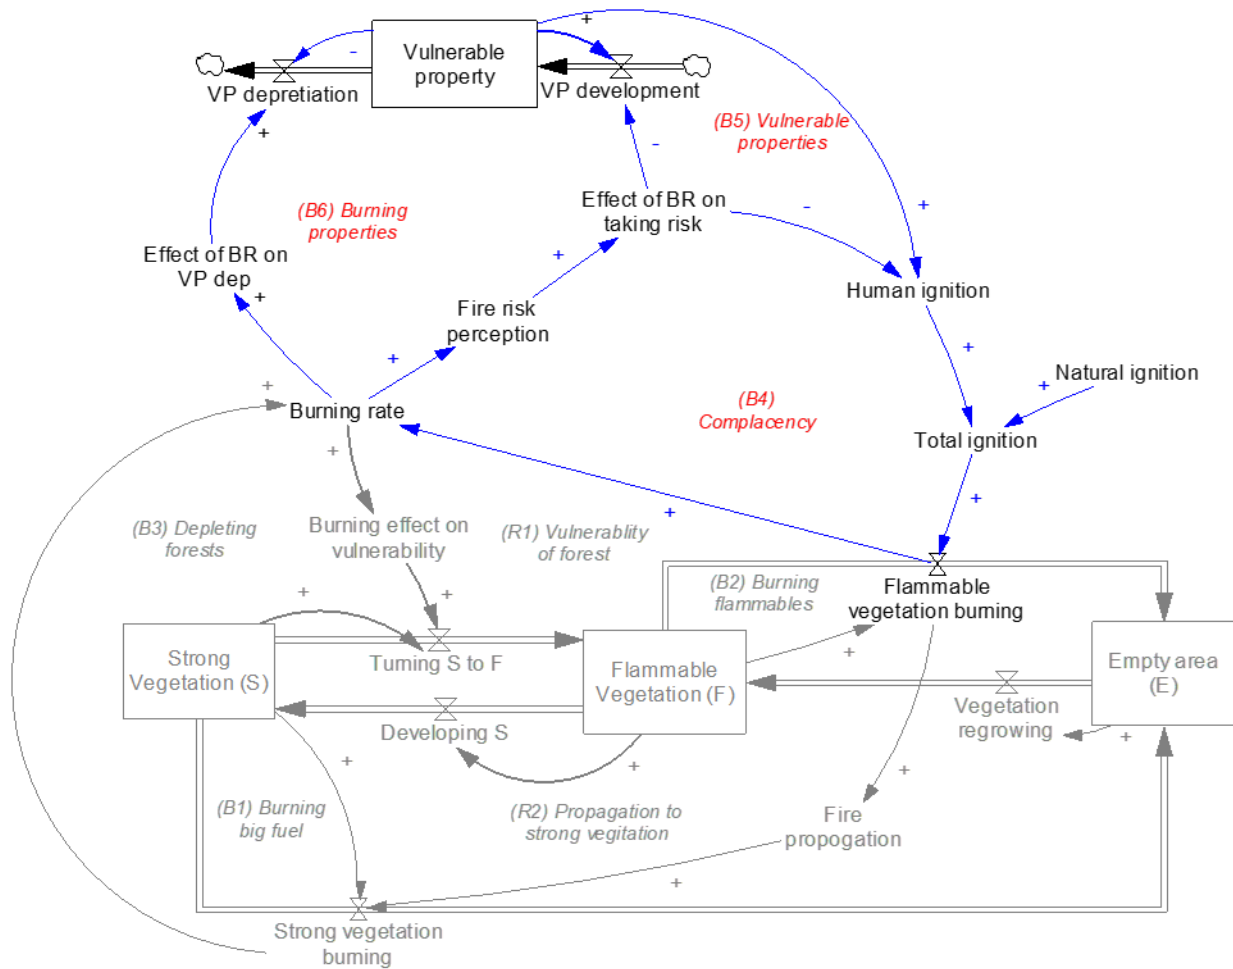 +
Vulnerable
property
-
VP depretiation
VP development
+
(B5) Vulnerable
properties
-
Effect of BR on
taking risk
-
+
(B6) Burning
properties
Effect of BR on
VP dep
+
+
Human ignition
Fire risk
perception
+
+
+
Natural ignition
+
+
Burning rate
(B4)
Complacency
Total ignition
+
+
+
(B3) Depleting
forests
Burning effect on
vulnerability
(R1) Vulnerablity
of forest
(B2) Burning
flammables
Flammable
vegetation burning
+
+
Strong
Vegetation (S)
Turning S to F
Flammable
Vegetation (F)
+
Empty area
(E)
Developing S
Vegetation
regrowing
+
+
+
+
(B1) Burning
big fuel
(R2) Propagation to
strong vegitation
Fire
propogation
+
Strong vegetation
burning